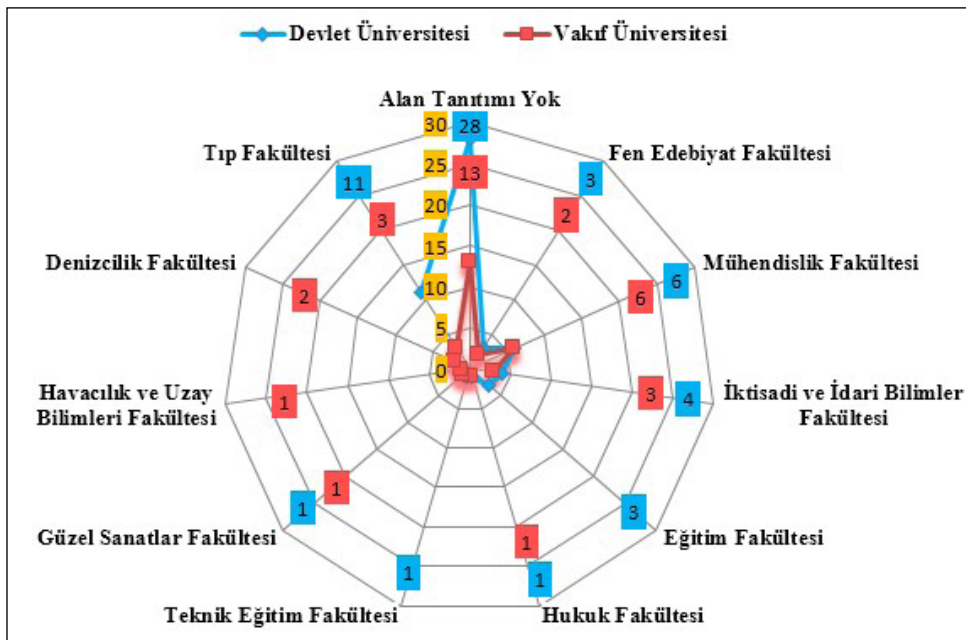 Devlet Üniversitesi Vakıf Üniversitesi
Alan Tanıtımı Yok
30 28
Tıp Fakültesi Fen Edebiyat Fakültesi
25 13
11 3
20
3 2
15
Denizcilik Fakültesi Mühendislik Fakültesi
2 6 6
10
5
0
Havacılık ve Uzay
Bilimleri Fakültesi
1
3 4
İktisadi ve İdari Bilimler
Fakültesi
1 1
3
Güzel Sanatlar Fakültesi Eğitim Fakültesi
1
1 1
Teknik Eğitim Fakültesi Hukuk Fakültesi